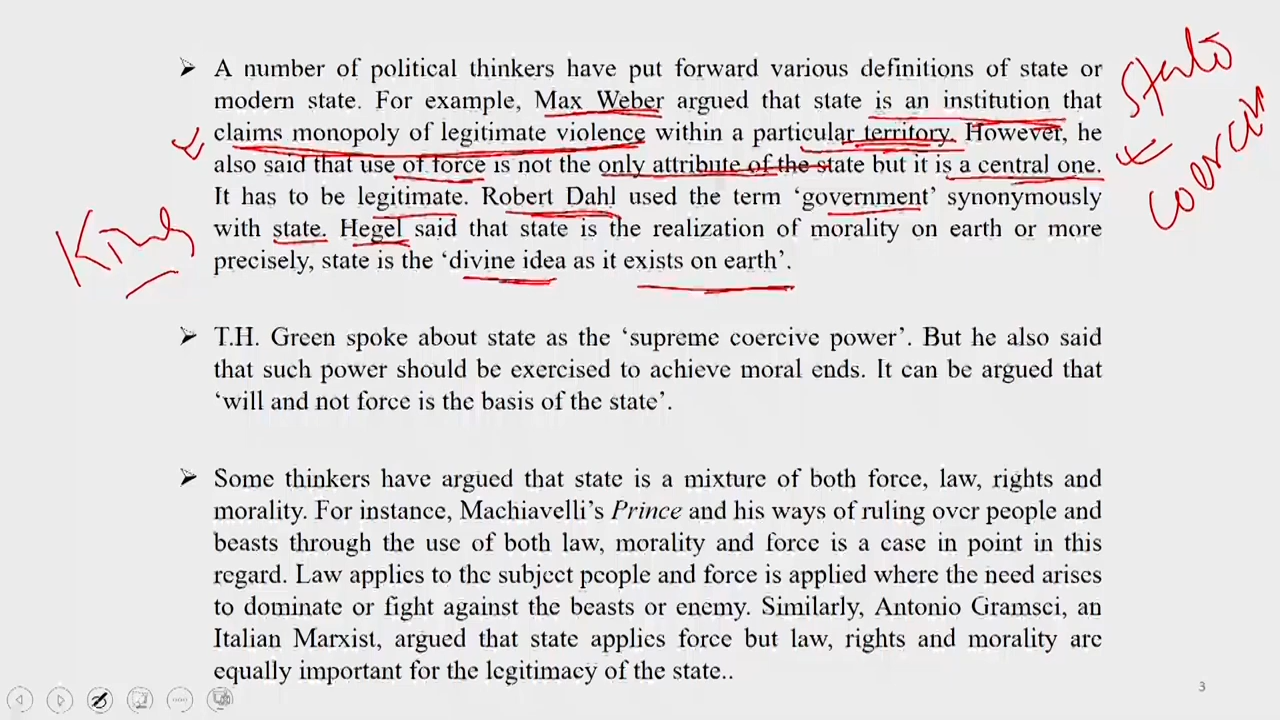 ➢ A number of political thinkers have put forward various definitions of state or
modern state. For example, Max Weber argued that state is an institution that
claims monopoly of legitimate violence within a particular territory. However, he
also said that use of force is not the only attribute of the state but it is a central one.
It has to be legitimate. Robert Dahl used the term ‘government’ synonymously
with state. Hegel said that state is the realization of morality on earth or more
precisely, state is the ‘divine idea as it exists on earth’.
King
➢ T.H. Green spoke about state as the ‘supreme coercive power’. But he also said
that such power should be exercised to achieve moral ends. It can be argued that
‘will and not force is the basis of the state’.
➢ Some thinkers have argued that state is a mixture of both force, law, rights and
morality. For instance, Machiavelli’s Prince and his ways of ruling over people and
beasts through the use of both law, morality and force is a case in point in this
regard. Law applies to the subject people and force is applied where the need arises
to dominate or fight against the beasts or enemy. Similarly, Antonio Gramsci, an
Italian Marxist, argued that state applies force but law, rights and morality are
equally important for the legitimacy of the state..
3